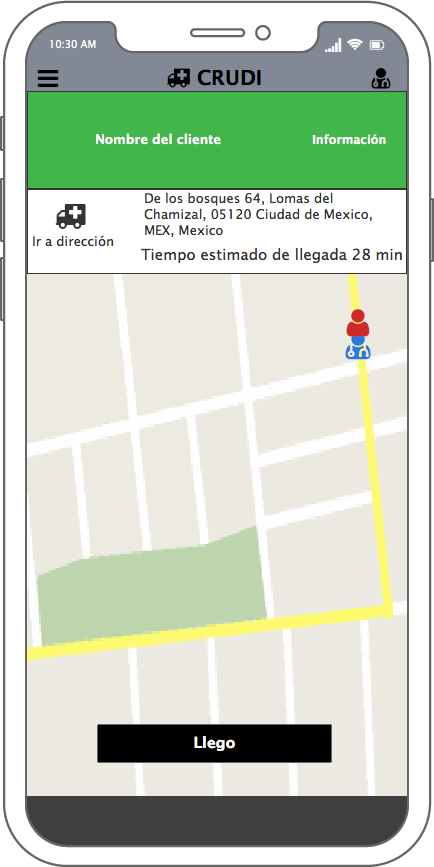 10:30 AM
CRUDI
Nombre del cliente
Información
De los bosques 64, Lomas del
Chamizal, 05120 Ciudad de Mexico,
MEX, Mexico
Ir a dirección
Tiempo estimado de llegada 28 min
Llego